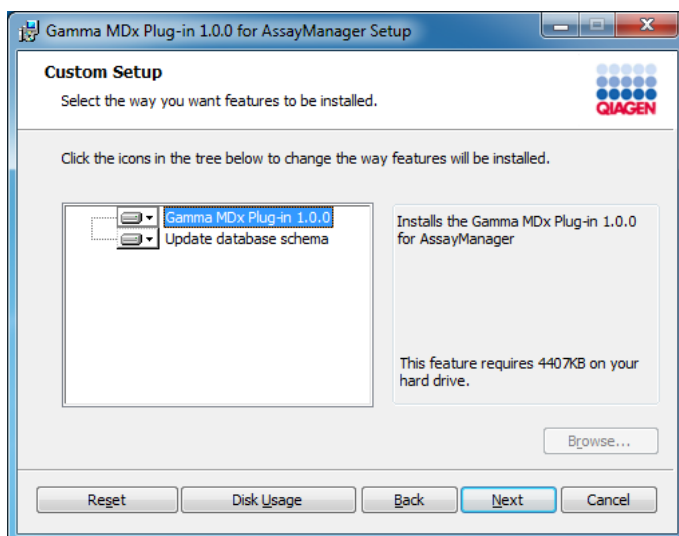 Gamma MDx Plug-in 1.0.0 for AssayManager Setup
Custom Setup
Select the way you want features to be installed.
QIAGEN
Click the icons in the tree below to change the way features will be installed.
Gamma MDx Plug-in 1.0.0
Update database schema
Installs the Gamma MDx Plug-in 1.0.0
for AssayManager
This feature requires 4407KB on your
hard drive.
Browse...
Reset
Disk Usage
Back
Next
Cancel